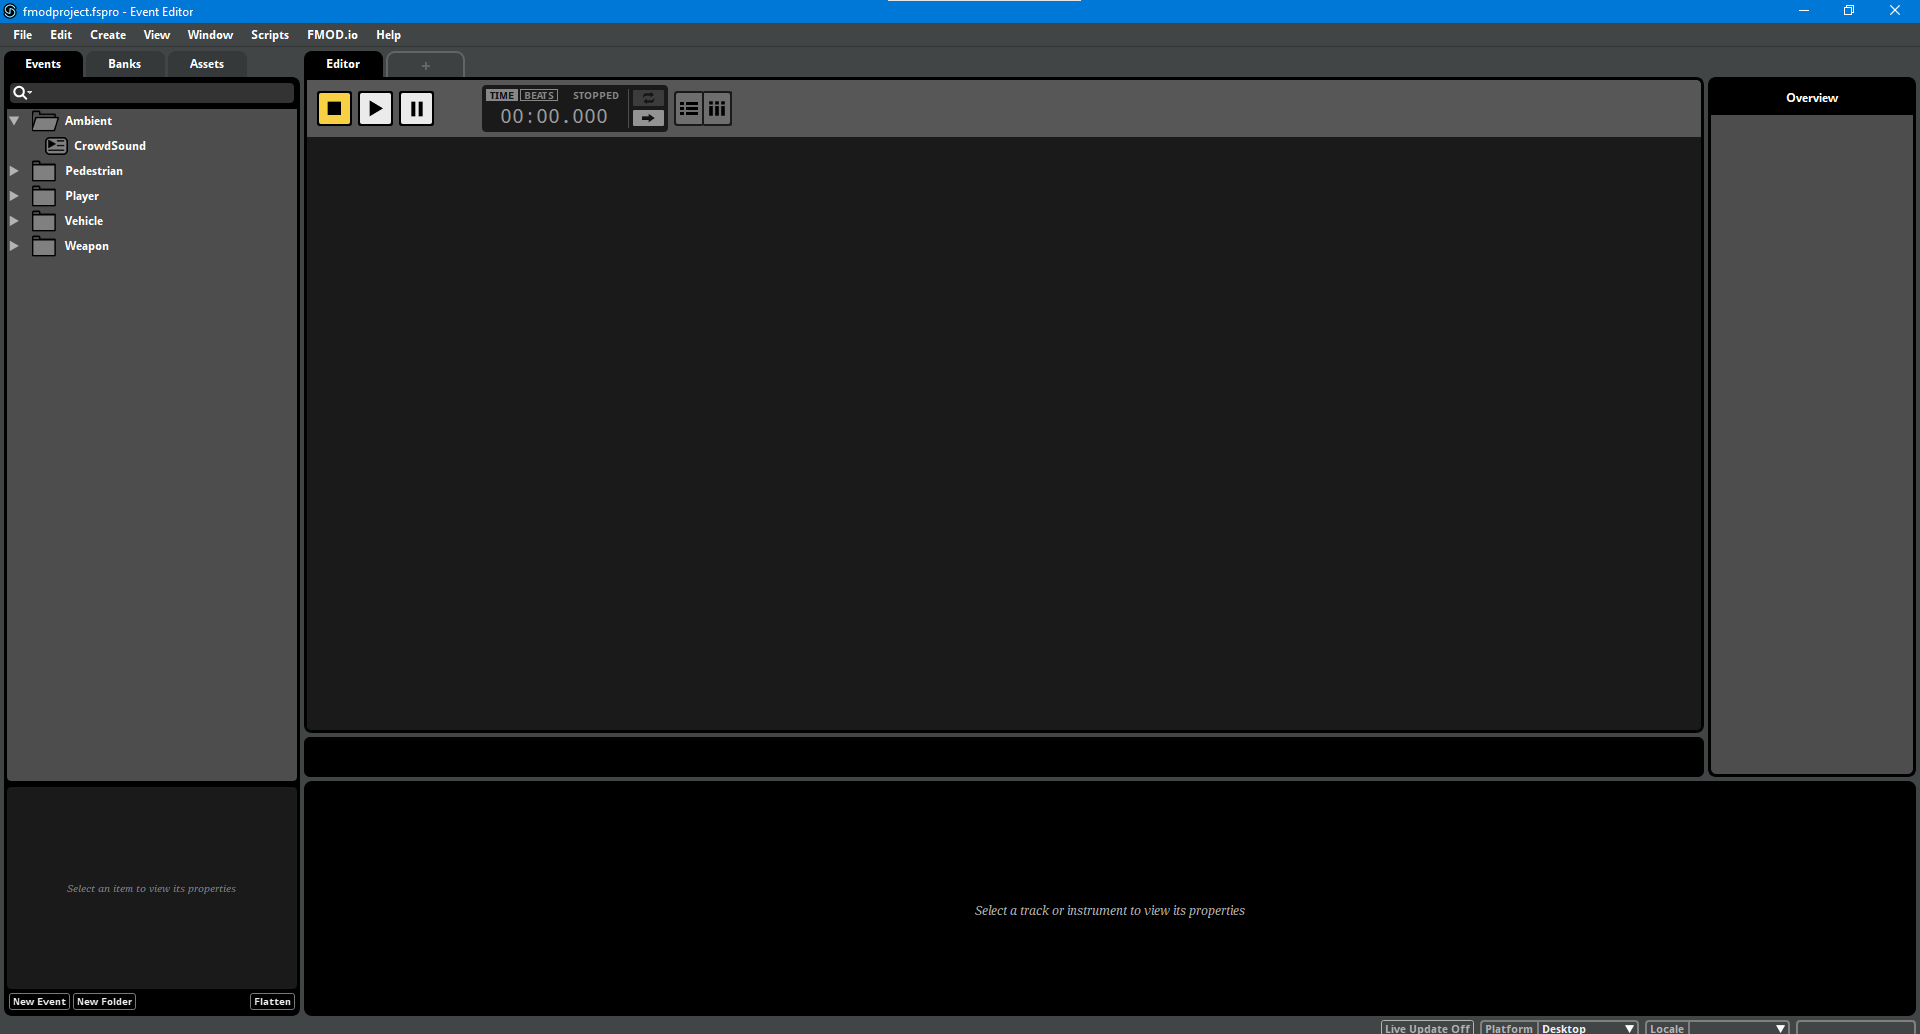 fmodproject.fspro - Event Editor
File Edit Create View Window Scripts FMOD.io Help
Events Banks Assets
Editor +
TIME BEATS STOPPED
00:00.000
Overview
Ambient
CrowdSound
Pedestrian
Player
Vehicle
Weapon
Select an item to view its properties
Select a track or instrument to view its properties
New Event New Folder Flatten
Live Update Off Platform Desktop Locale